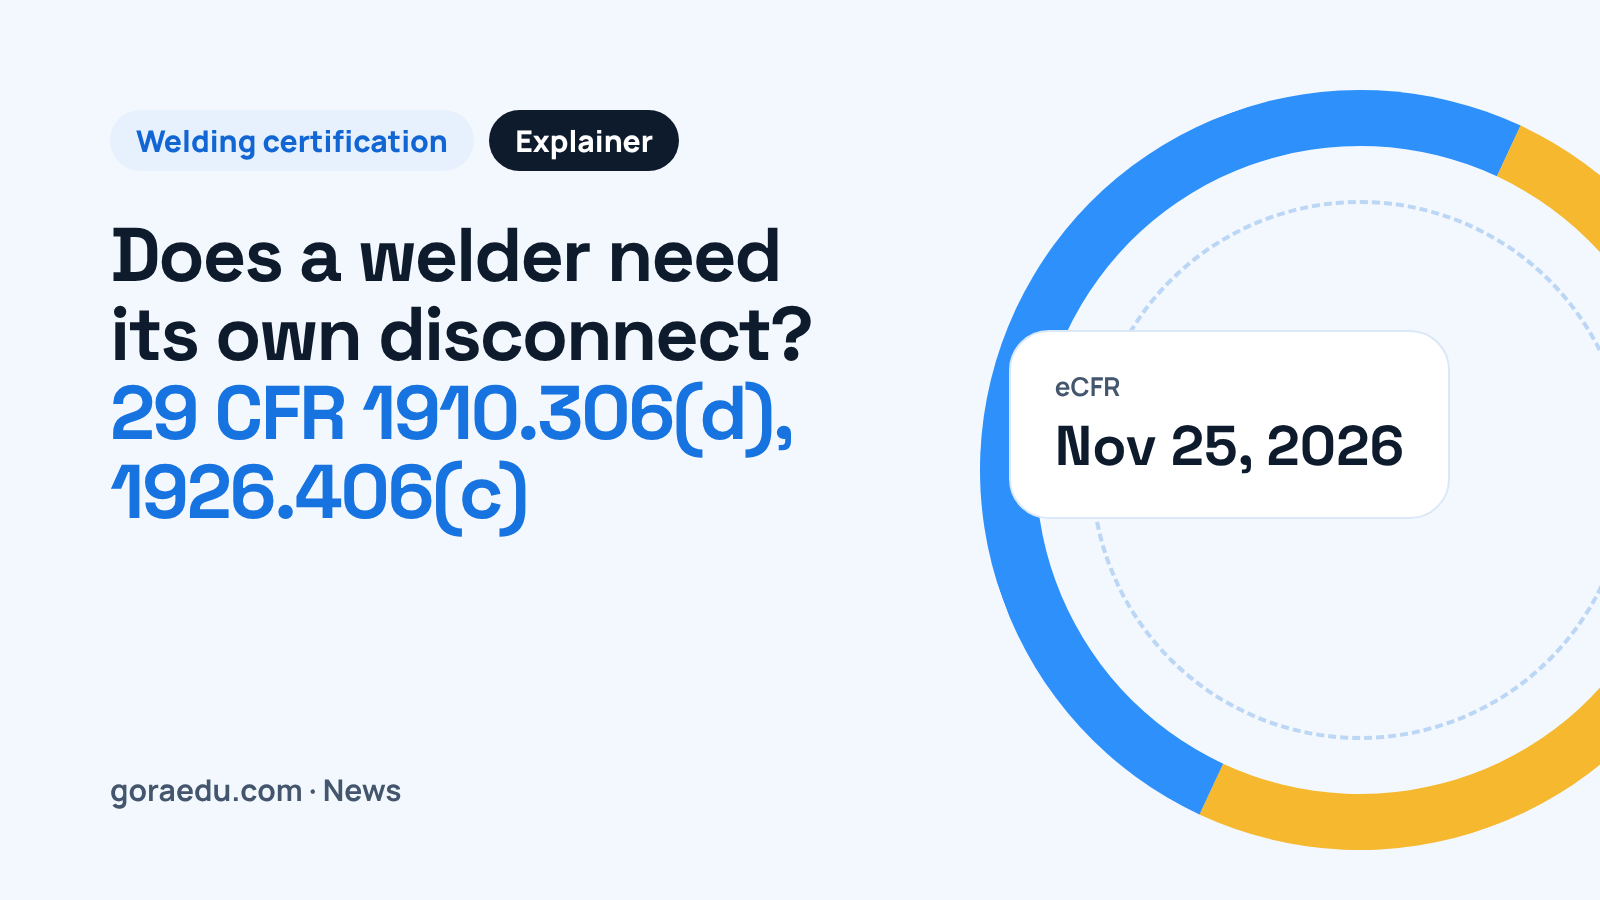 Welding certification
Explainer
Does a welder need
its own disconnect?
29 CFR 1910.306(d),
1926.406(c)
eCFR
Nov 25, 2026
goraedu.com · News